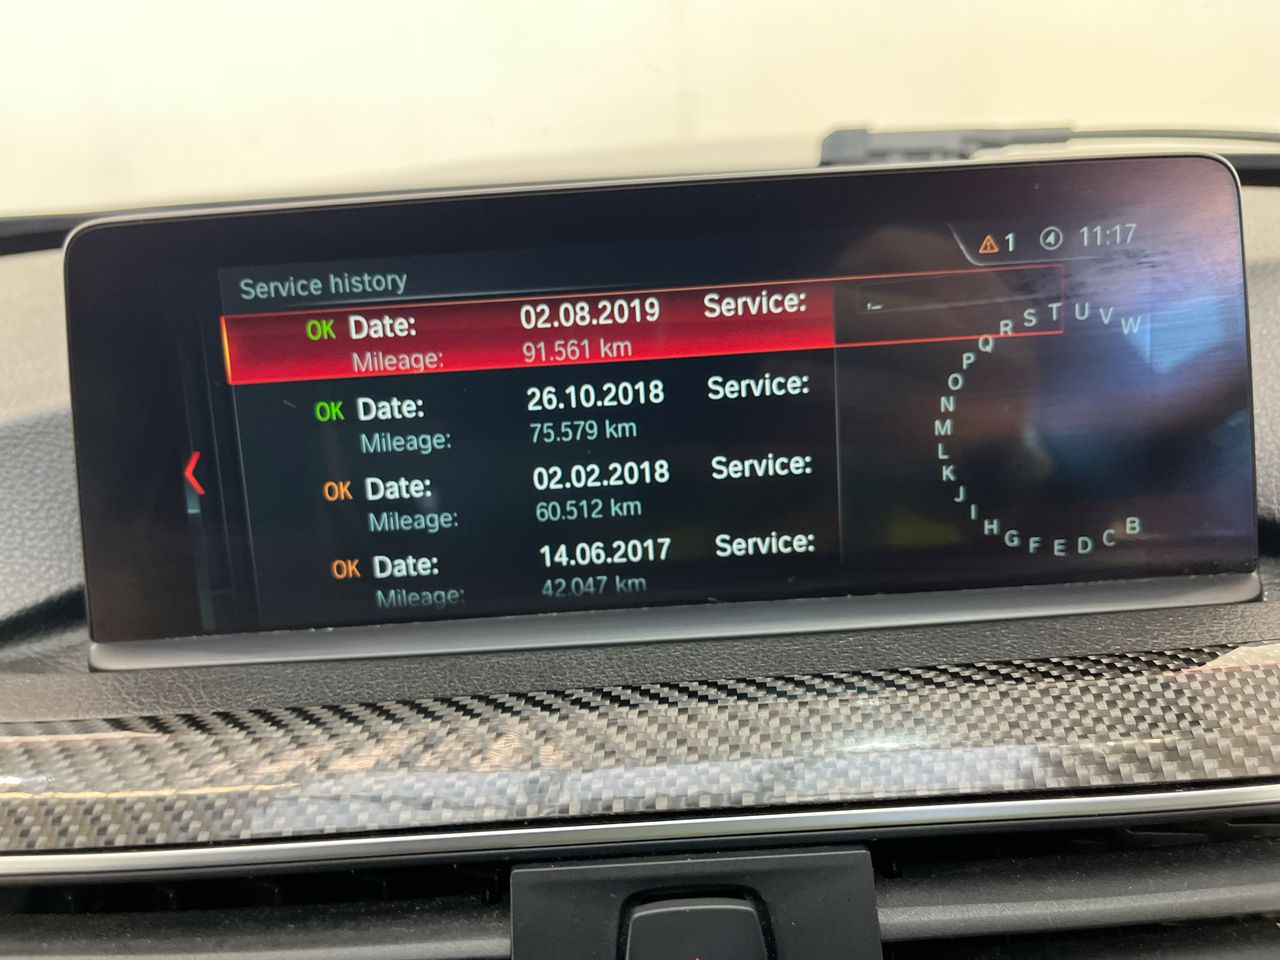 1 11:17
Service history
OK Date: 02.08.2019 Service:
Mileage: 91.561 km
OK Date: 26.10.2018 Service:
Mileage: 75.579 km
OK Date: 02.02.2018 Service:
Mileage: 60.512 km
OK Date: 14.06.2017 Service:
Mileage: 42.047 km
W V U T S R Q P O N M L K J I H G F E D C B